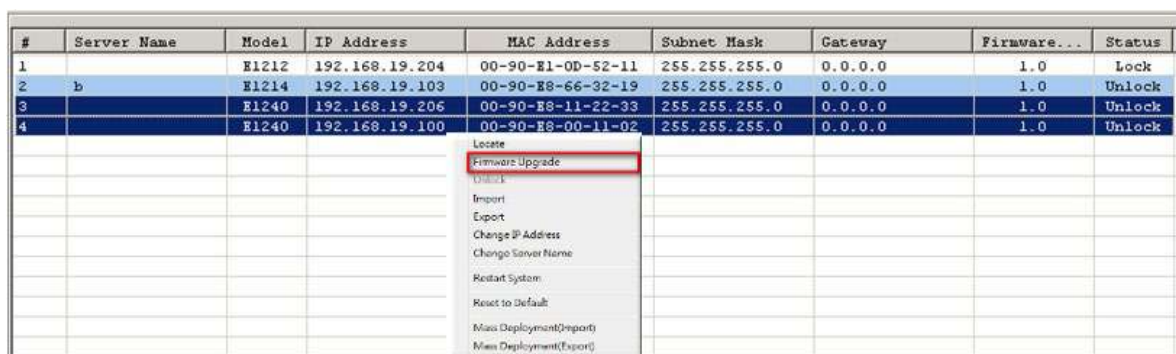 # Server Name Model IP Address MAC Address Subnet Mask Gateway Firmware... Status
1 E1212 192.168.19.204 00-90-E1-0D-52-11 255.255.255.0 0.0.0.0 1.0 Lock
2 b E1214 192.168.19.103 00-90-E8-66-32-19 255.255.255.0 0.0.0.0 1.0 Unlock
3 E1240 192.168.19.206 00-90-E8-11-22-33 255.255.255.0 0.0.0.0 1.0 Unlock
4 E1240 192.168.19.100 00-90-E8-00-11-02 255.255.255.0 0.0.0.0 1.0 Unlock
Locate
Firmware Upgrade
Unlock
Import
Export
Change IP Address
Change Server Name
Restart System
Reset to Default
Mass Deployment(Import)
Mass Deployment(Export)